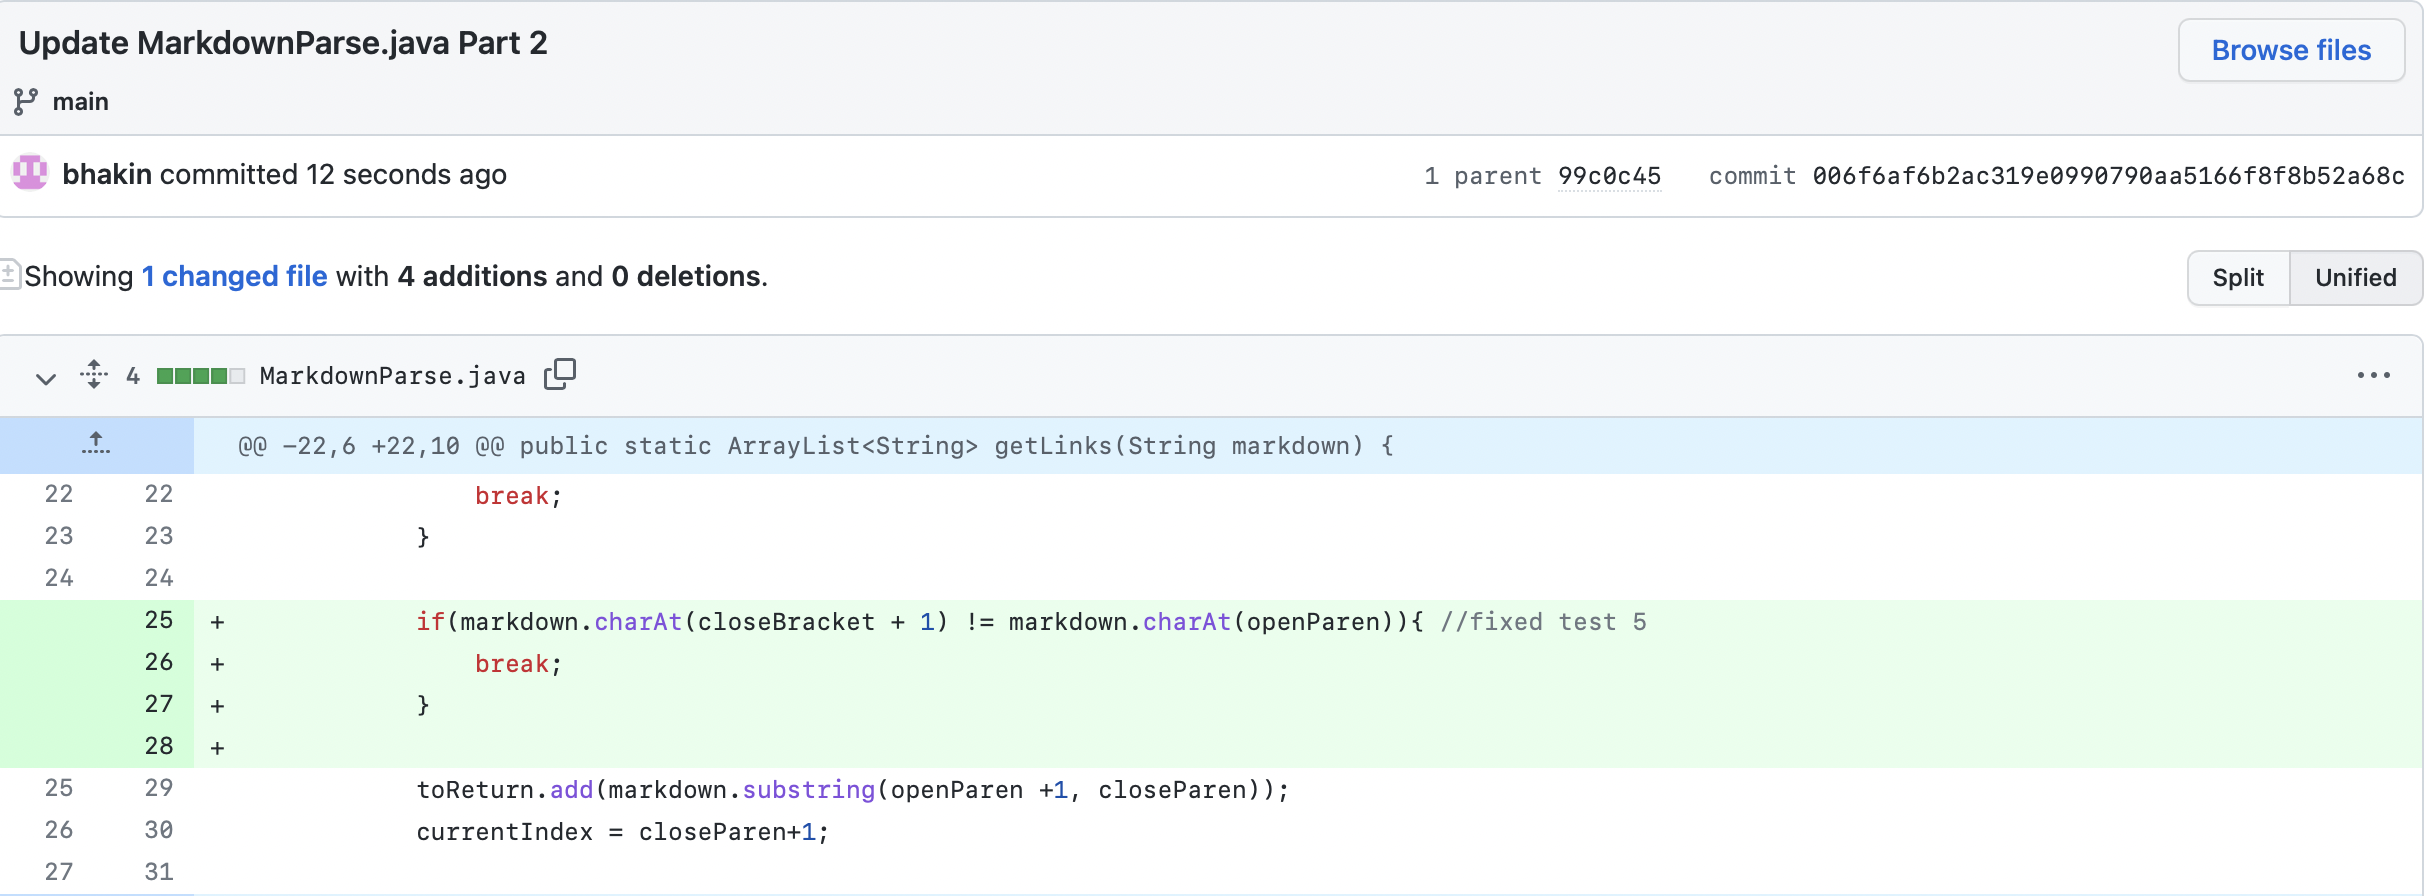 Update MarkdownParse.java Part 2
Browse files
main
bhakin committed 12 seconds ago
1 parent 99c0c45 commit 006f6af6b2ac319e0990790aa5166f8f8b52a68c
Showing 1 changed file with 4 additions and 0 deletions.
Split Unified
4 MarkdownParse.java
@@ -22,6 +22,10 @@ public static ArrayList<String> getLinks(String markdown) {
22 22 break;
23 23 }
24 24
25 + if(markdown.charAt(closeBracket + 1) != markdown.charAt(openParen)){ //fixed test 5
26 + break;
27 + }
28 +
25 29 toReturn.add(markdown.substring(openParen +1, closeParen));
26 30 currentIndex = closeParen+1;
27 31